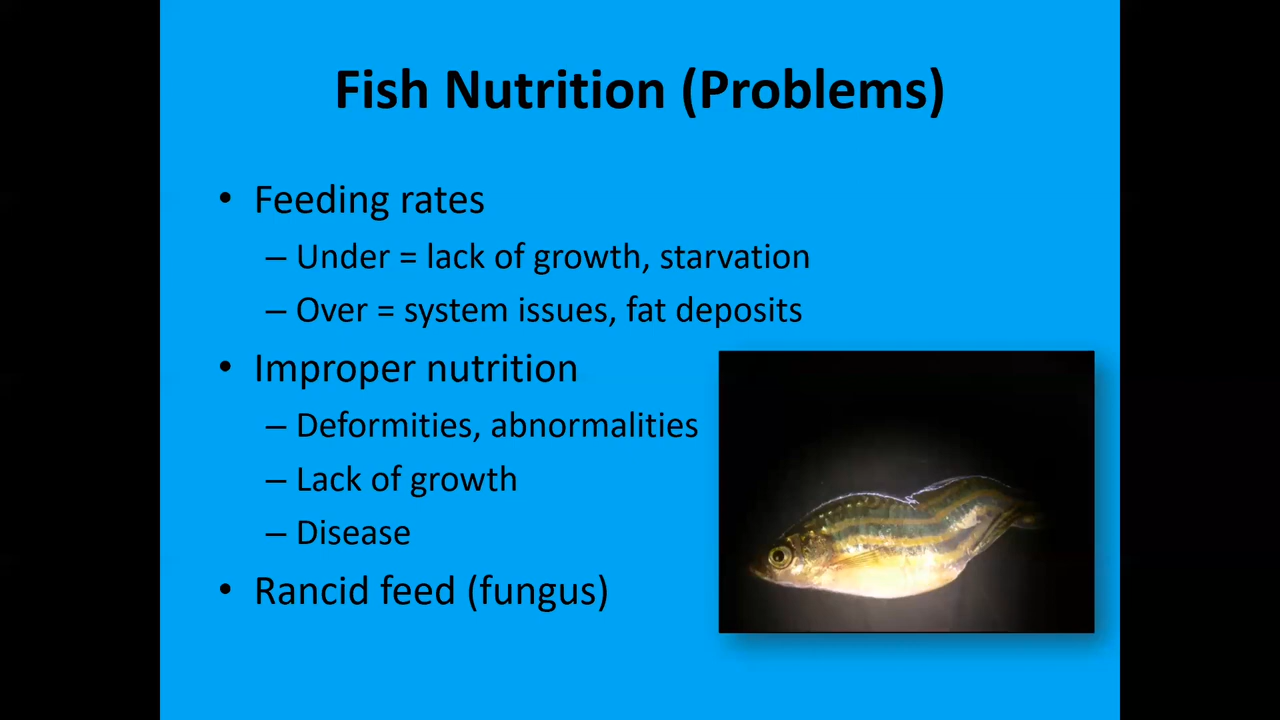 Fish Nutrition (Problems)
• Feeding rates
– Under = lack of growth, starvation
– Over = system issues, fat deposits
• Improper nutrition
– Deformities, abnormalities
– Lack of growth
– Disease
• Rancid feed (fungus)